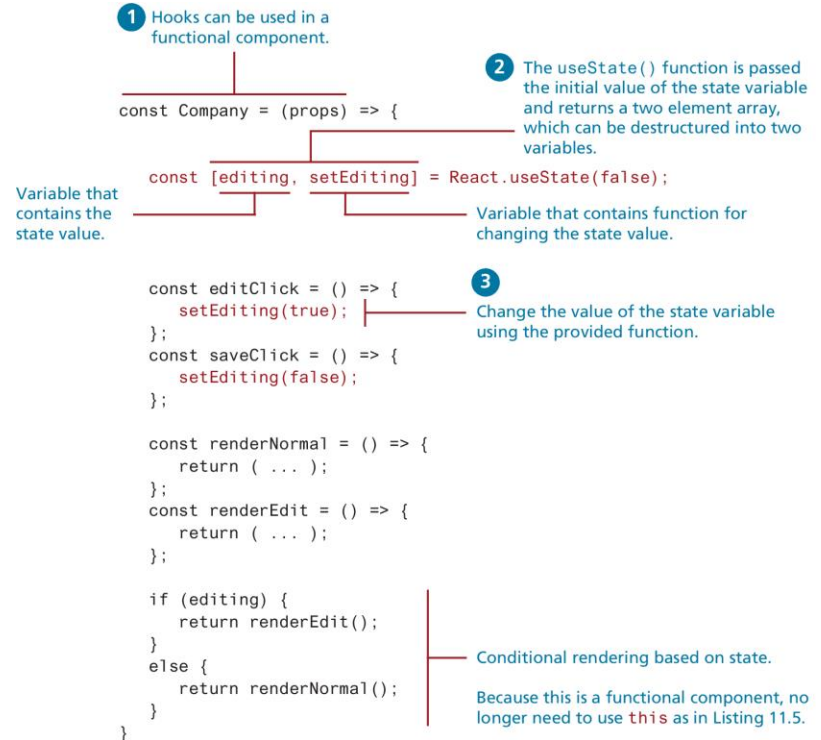 1 Hooks can be used in a
functional component.
2 The useState() function is passed
the initial value of the state variable
and returns a two element array,
which can be destructured into two
variables.
const Company = (props) => {
const [editing, setEditing] = React.useState(false);
Variable that
contains the
state value.
Variable that contains function for
changing the state value.
const editClick = () => {
setEditing(true);
};
3
Change the value of the state variable
using the provided function.
const saveClick = () => {
setEditing(false);
};
const renderNormal = () => {
return ( ... );
};
const renderEdit = () => {
return ( ... );
};
if (editing) {
return renderEdit();
}
else {
return renderNormal();
}
}
Conditional rendering based on state.
Because this is a functional component, no
longer need to use this as in Listing 11.5.